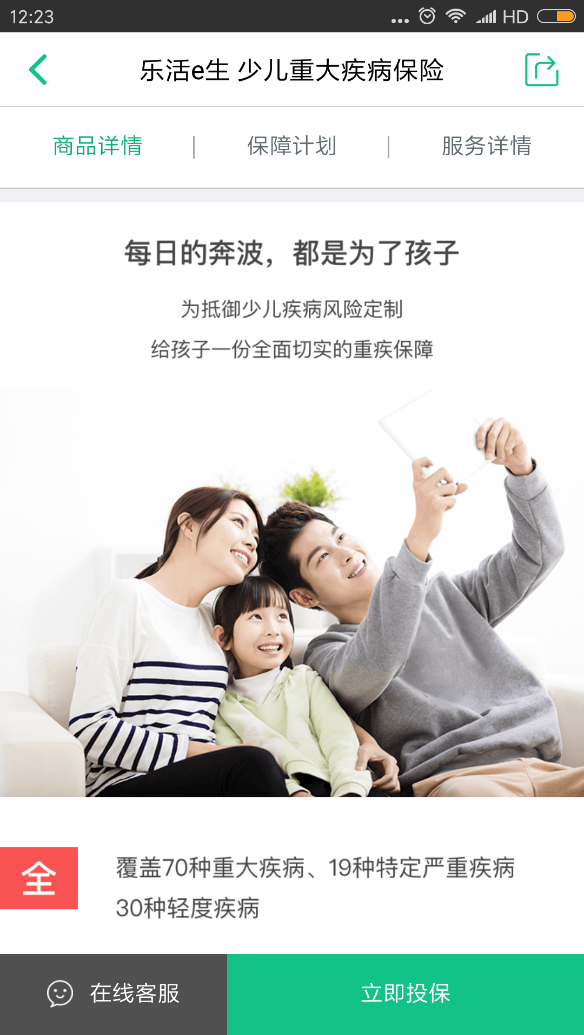 12:23
HD
乐活e生 少儿重大疾病保险
商品详情 | 保障计划 | 服务详情
每日的奔波，都是为了孩子
为抵御少儿疾病风险定制
给孩子一份全面切实的重疾保障
全
覆盖70种重大疾病、19种特定严重疾病
30种轻度疾病
在线客服
立即投保